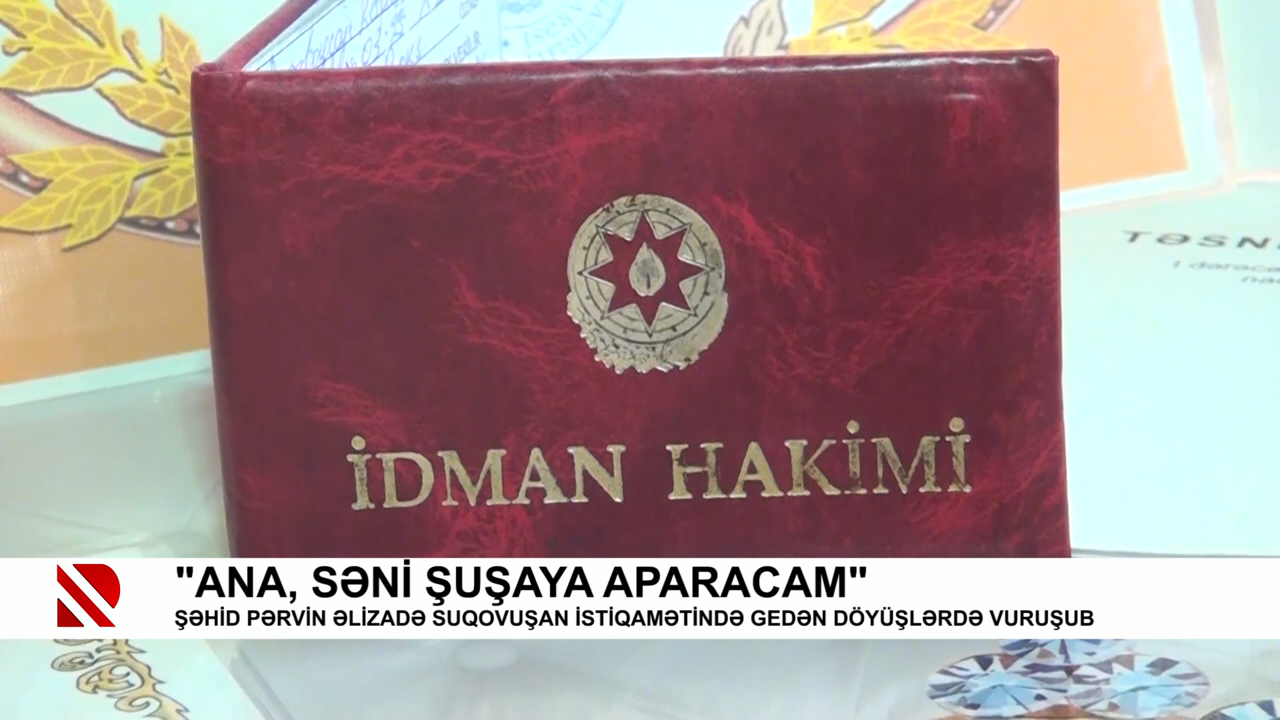 İDMAN HAKİMİ
TƏSN
I dərəcə
"ANA, SƏNİ ŞUŞAYA APARACAM"
ŞƏHİD PƏRVİN ƏLİZADƏ SUQOVUŞAN İSTİQAMƏTİNDƏ GEDƏN DÖYÜŞLƏRDƏ VURUŞUB